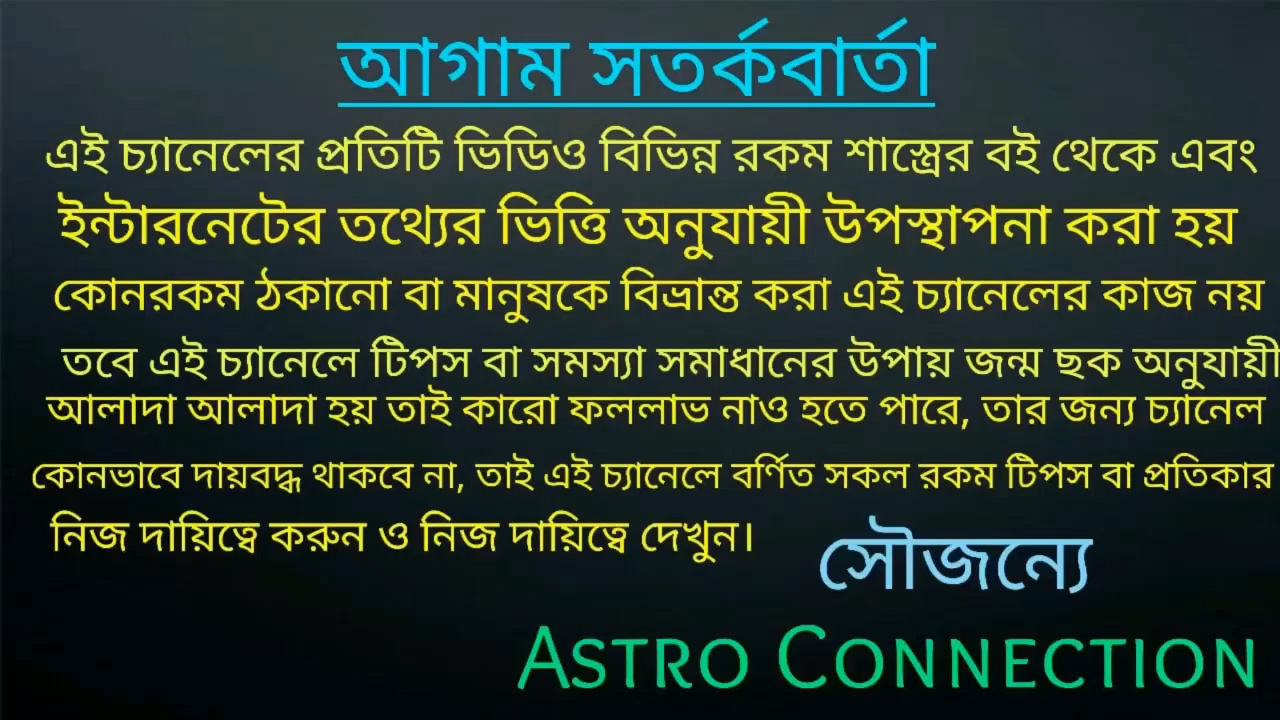 আগাম সতর্কবার্তা
এই চ্যানেলের প্রতিটি ভিডিও বিভিন্ন রকম শাস্ত্রের বই থেকে এবং
ইন্টারনেটের তথ্যের ভিত্তি অনুযায়ী উপস্থাপনা করা হয়
কোনরকম ঠকানো বা মানুষকে বিভ্রান্ত করা এই চ্যানেলের কাজ নয়
তবে এই চ্যানেলে টিপস বা সমস্যা সমাধানের উপায় জন্ম ছক অনুযায়ী
আলাদা আলাদা হয় তাই কারো ফললাভ নাও হতে পারে, তার জন্য চ্যানেল
কোনভাবে দায়বদ্ধ থাকবে না, তাই এই চ্যানেলে বর্ণিত সকল রকম টিপস বা প্রতিকার
নিজ দায়িত্বে করুন ও নিজ দায়িত্বে দেখুন।
সৌজন্যে
ASTRO CONNECTION